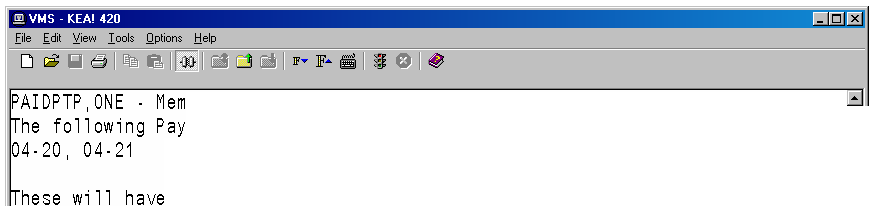 VMS - KEA! 420
File Edit View Tools Options Help
F F
PAIDPTP,ONE - Mem
The following Pay
04-20, 04-21
These will have